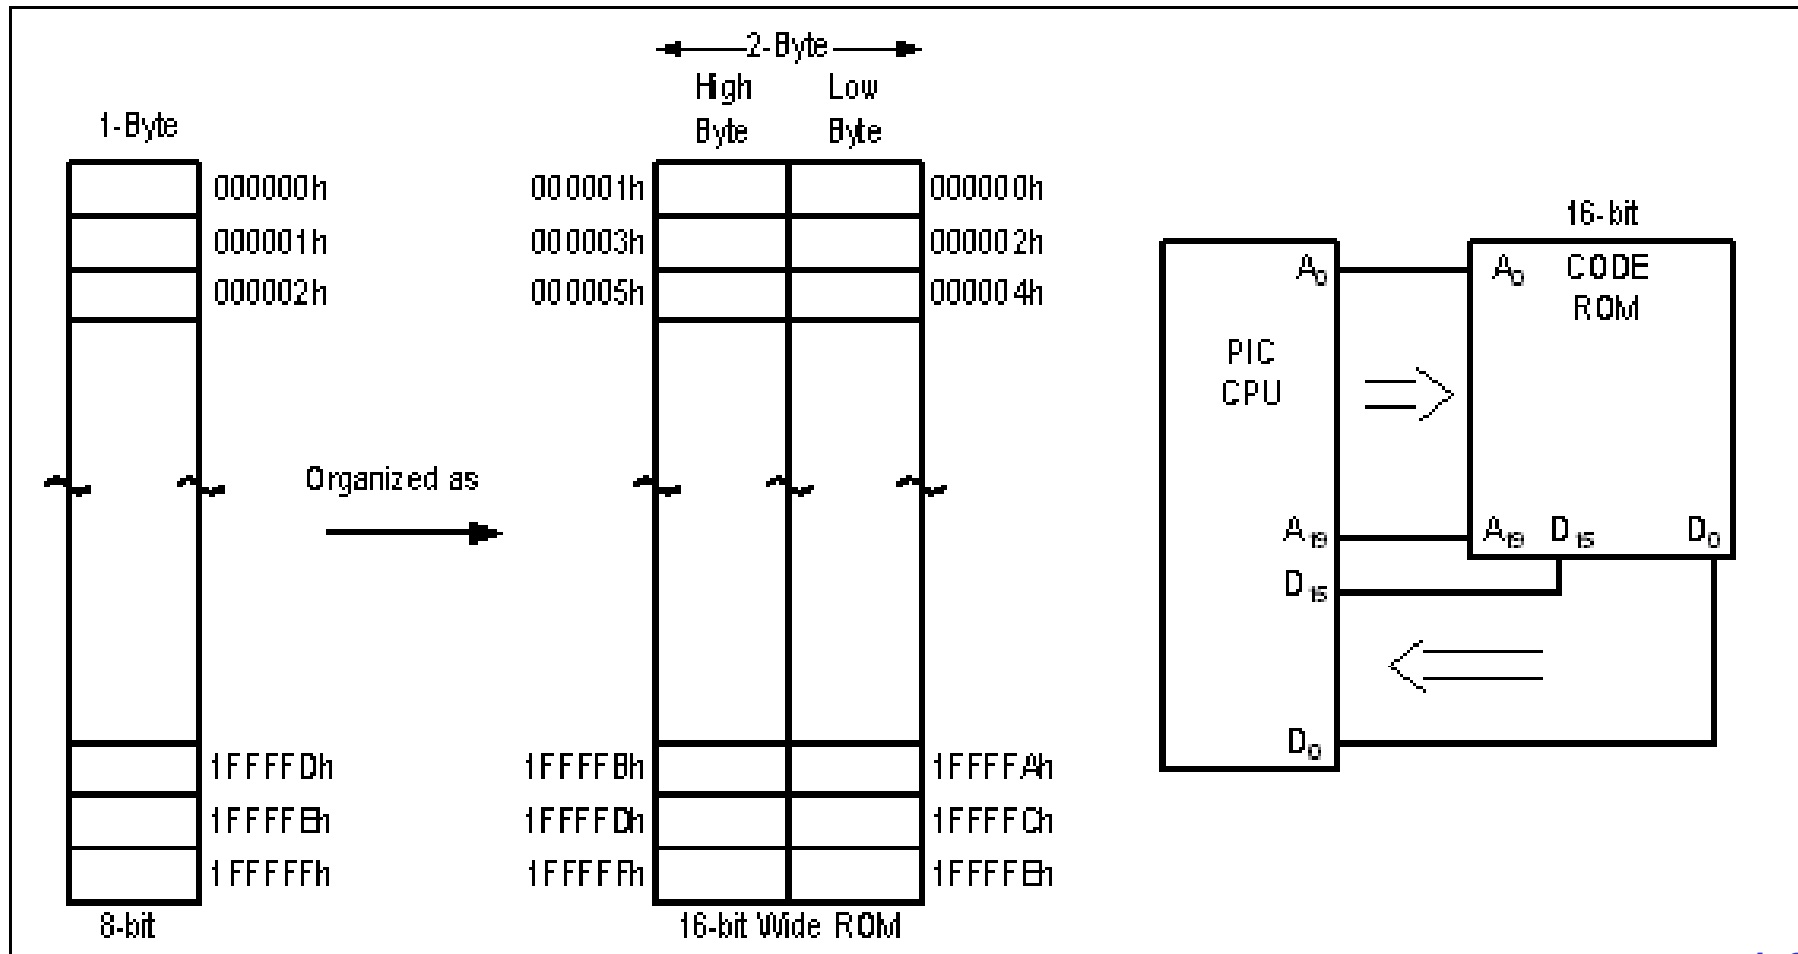 1-Byte
000000h
000001h
000002h
1FFFFDh
1FFFFEh
1FFFFFh
8-bit
Organized as
2-Byte
High Byte
Low Byte
000001h
000000h
000003h
000002h
000005h
000004h
1FFFFBh
1FFFFAh
1FFFFDh
1FFFFCh
1FFFFFh
1FFFFEh
16-bit Wide ROM
PIC
CPU
A0
A19
D15
D0
16-bit
CODE
ROM
A0
A19
D15
D0